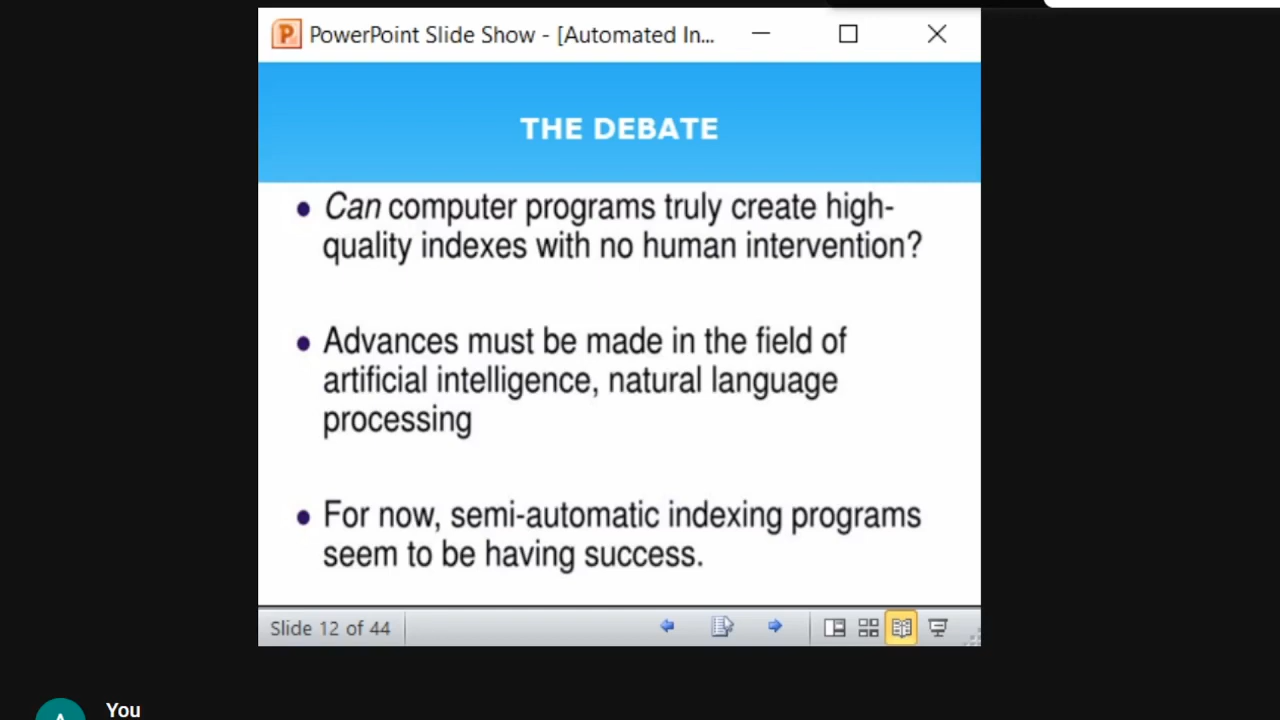 PowerPoint Slide Show - [Automated In...
THE DEBATE
• Can computer programs truly create high-
quality indexes with no human intervention?
• Advances must be made in the field of
artificial intelligence, natural language
processing
• For now, semi-automatic indexing programs
seem to be having success.
Slide 12 of 44
A
You